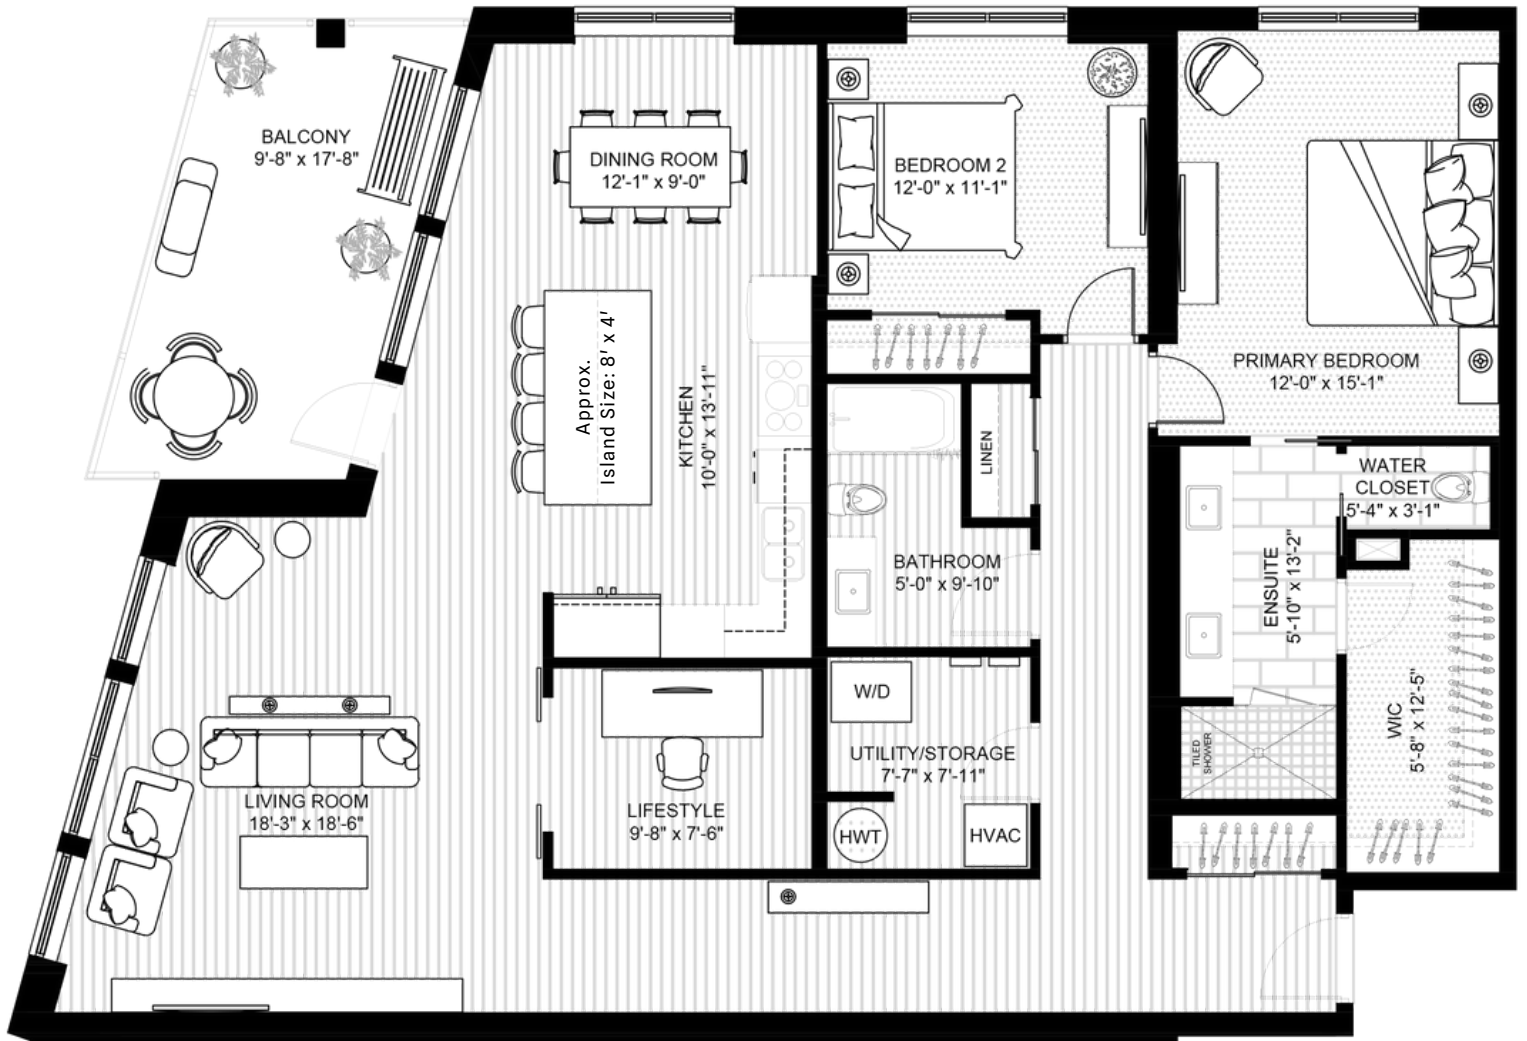 BALCONY
9'-8" x 17'-8"
DINING ROOM
12'-1" x 9'-0"
BEDROOM 2
12'-0" x 11'-1"
PRIMARY BEDROOM
12'-0" x 15'-1"
Approx.
Island Size: 8' x 4'
KITCHEN
10'-0" x 13'-11"
LINEN
WATER
CLOSET
5'-4" x 3'-1"
BATHROOM
5'-0" x 9'-10"
ENSUITE
5'-10" x 13'-2"
W/D
UTILITY/STORAGE
7'-7" x 7'-11"
TILED
SHOWER
WIC
5'-8" x 12'-5"
LIVING ROOM
18'-3" x 18'-6"
LIFESTYLE
9'-8" x 7'-6"
HWT
HVAC